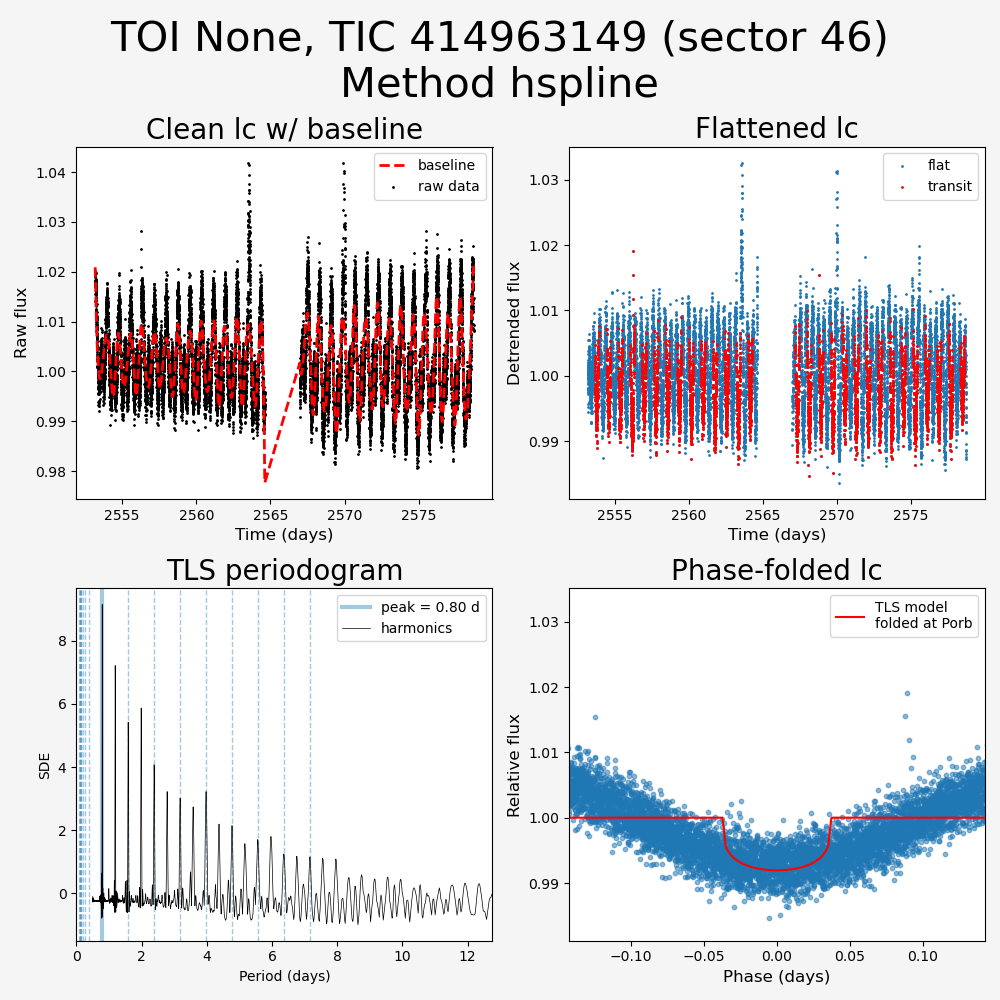 TOI None, TIC 414963149 (sector 46)
Method hspline
Clean lc w/ baseline
Flattened lc
baseline
raw data
flat
transit
1.04
1.03
1.02
1.01
1.00
0.99
0.98
Raw flux
2555
2560
2565
2570
2575
Time (days)
1.03
1.02
1.01
1.00
0.99
Detrended flux
2555
2560
2565
2570
2575
Time (days)
TLS periodogram
Phase-folded lc
peak = 0.80 d
harmonics
TLS model
folded at Porb
8
6
4
2
0
SDE
0
2
4
6
8
10
12
Period (days)
1.03
1.02
1.01
1.00
0.99
Relative flux
−0.10
−0.05
0.00
0.05
0.10
Phase (days)